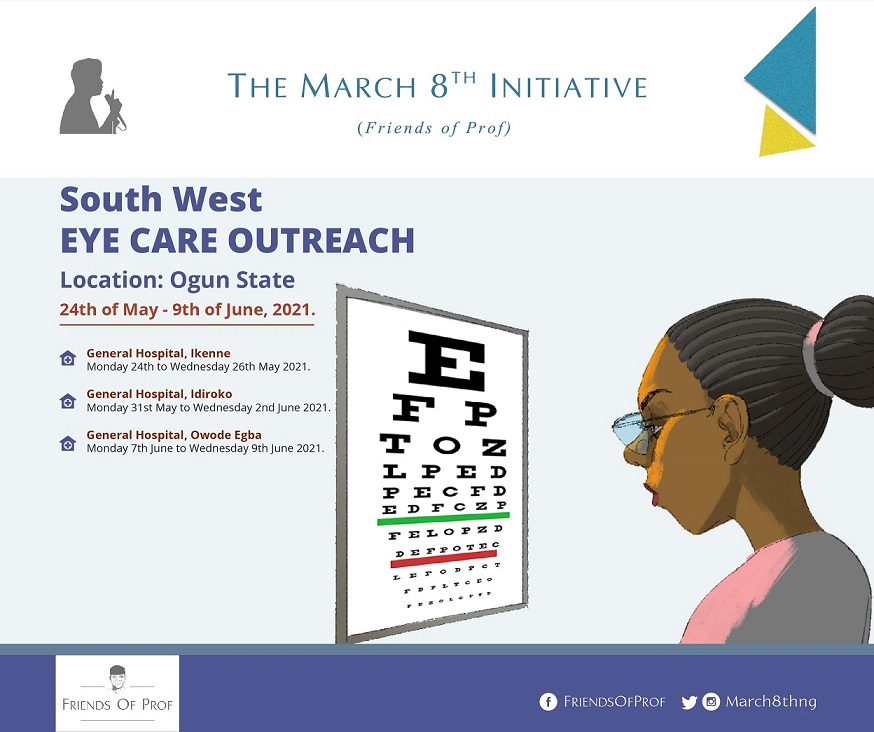 THE MARCH 8TH INITIATIVE
(Friends of Prof)
South West
EYE CARE OUTREACH
Location: Ogun State
24th of May - 9th of June, 2021.
General Hospital, Ikenne
Monday 24th to Wednesday 26th May 2021.
General Hospital, Idiroko
Monday 31st May to Wednesday 2nd June 2021.
General Hospital, Owode Egba
Monday 7th June to Wednesday 9th June 2021.
E
F P
T O Z
L P E D
P E C F D
E D F C Z P
F E L O P Z D
D E F P O T E C
L E F O D P C T
F D P L T C E O
P E Z O L C F T D
FRIENDS OF PROF
FRIENDSOFPROF
March8thng